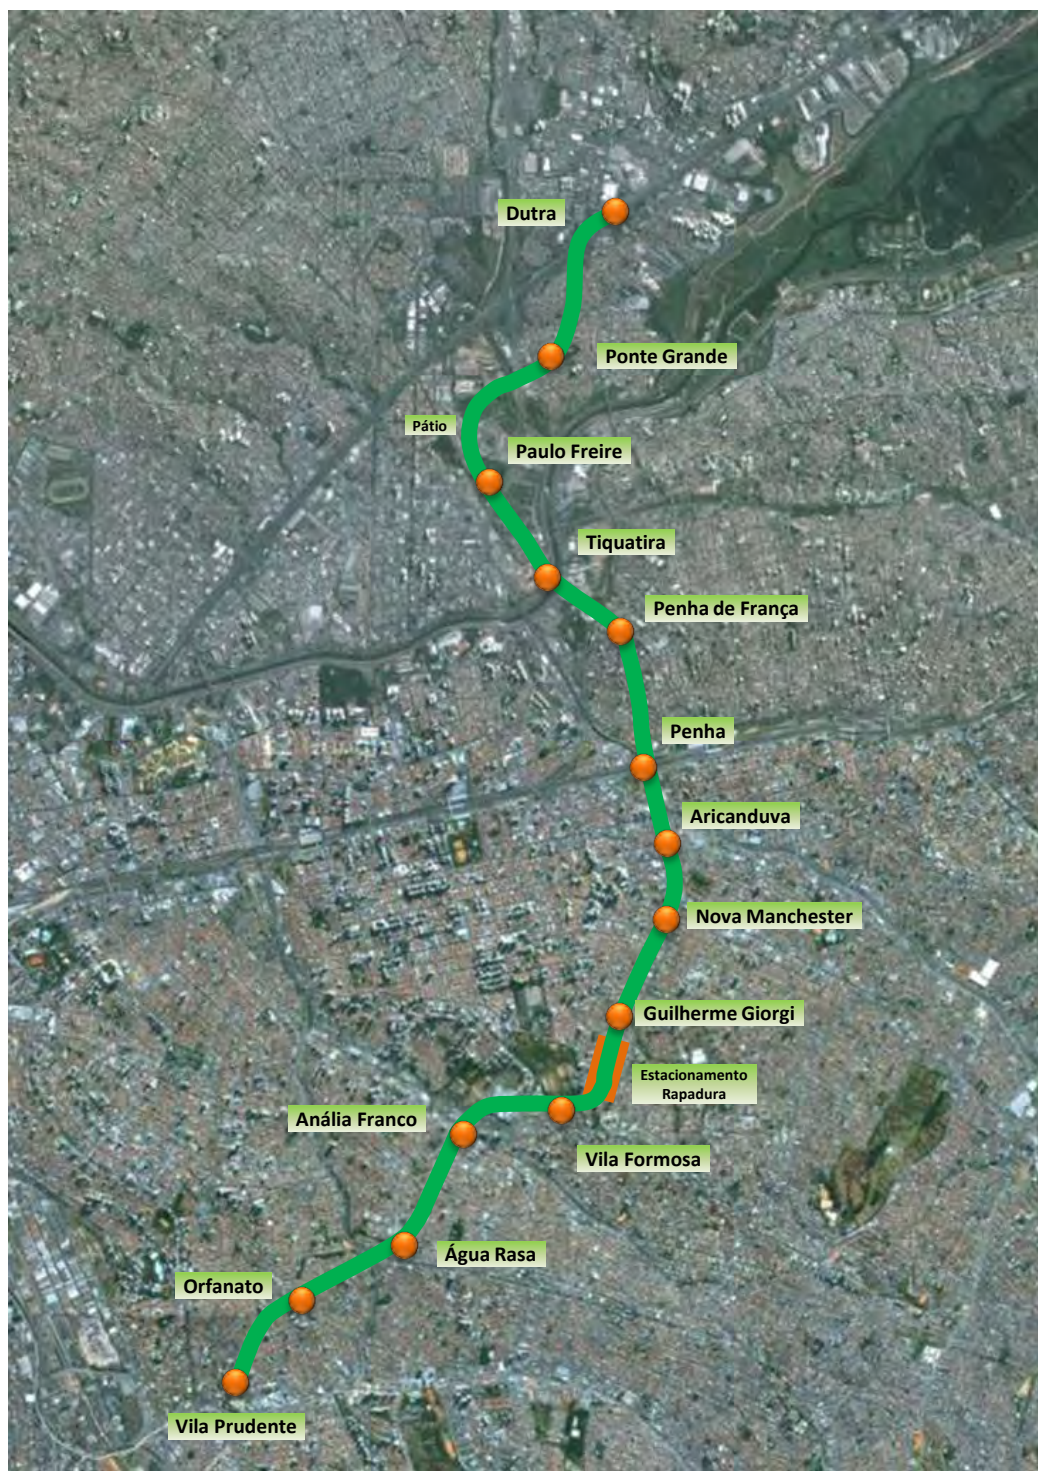 Dutra
Ponte Grande
Pátio
Paulo Freire
Tiquatira
Penha de França
Penha
Aricanduva
Nova Manchester
Guilherme Giorgi
Estacionamento
Rapadura
Anália Franco
Vila Formosa
Água Rasa
Orfanato
Vila Prudente